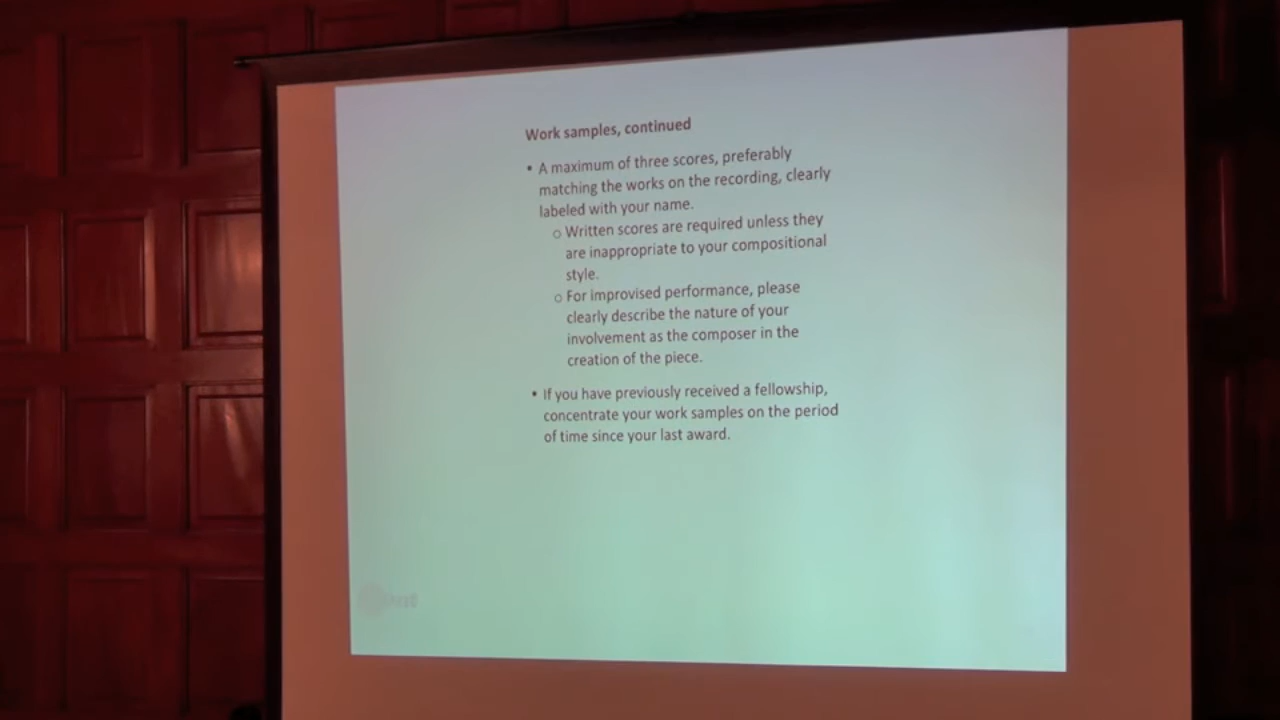 Work samples, continued
• A maximum of three scores, preferably
matching the works on the recording, clearly
labeled with your name.
o Written scores are required unless they
are inappropriate to your compositional
style.
o For improvised performance, please
clearly describe the nature of your
involvement as the composer in the
creation of the piece.
• If you have previously received a fellowship,
concentrate your work samples on the period
of time since your last award.